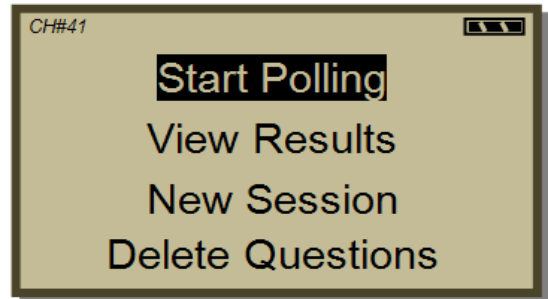 CH#41
Start Polling
View Results
New Session
Delete Questions